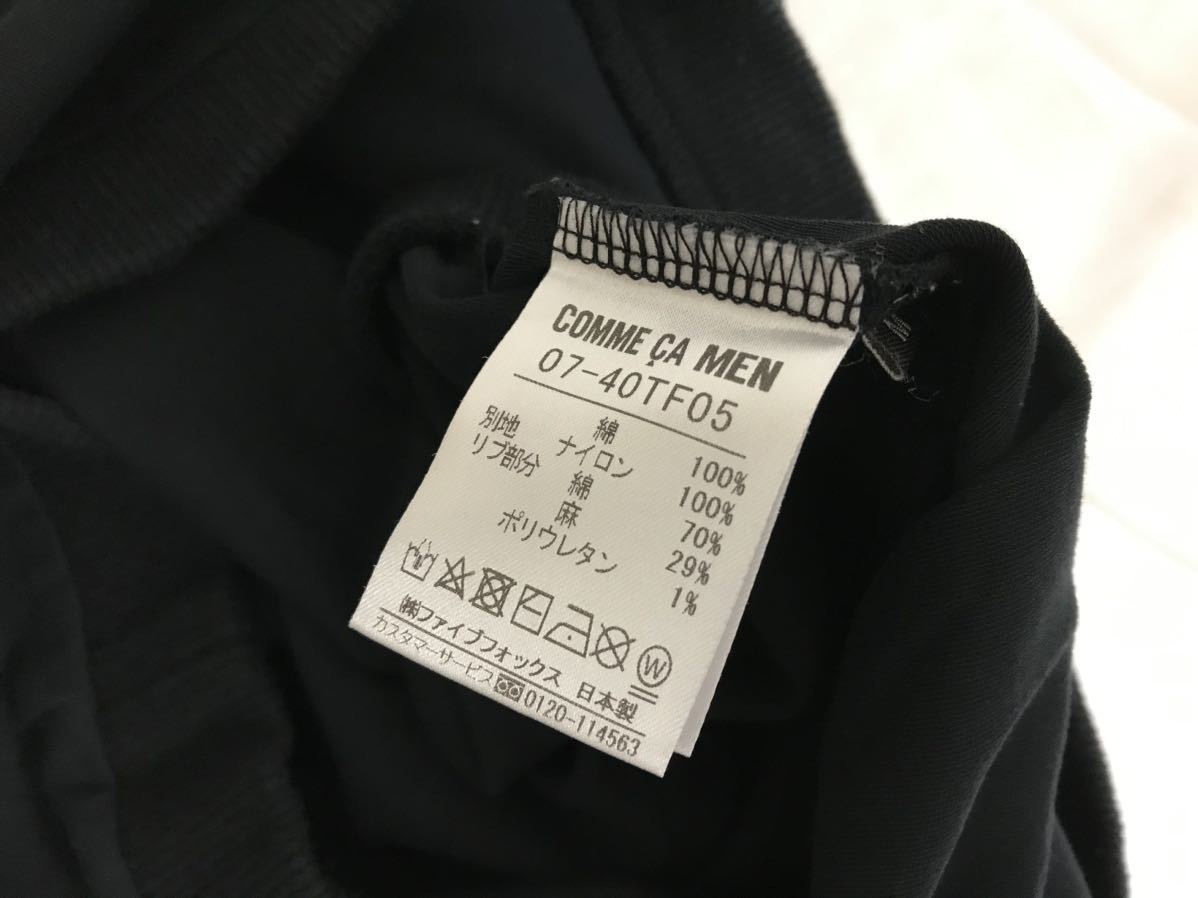 COMME ÇA MEN
07-40TF05
綿 100%
別地 ナイロン 100%
リブ部分 綿 70%
麻 29%
ポリウレタン 1%
W
㈱ファイブフォックス 日本製
カスタマーサービス 0120-114563